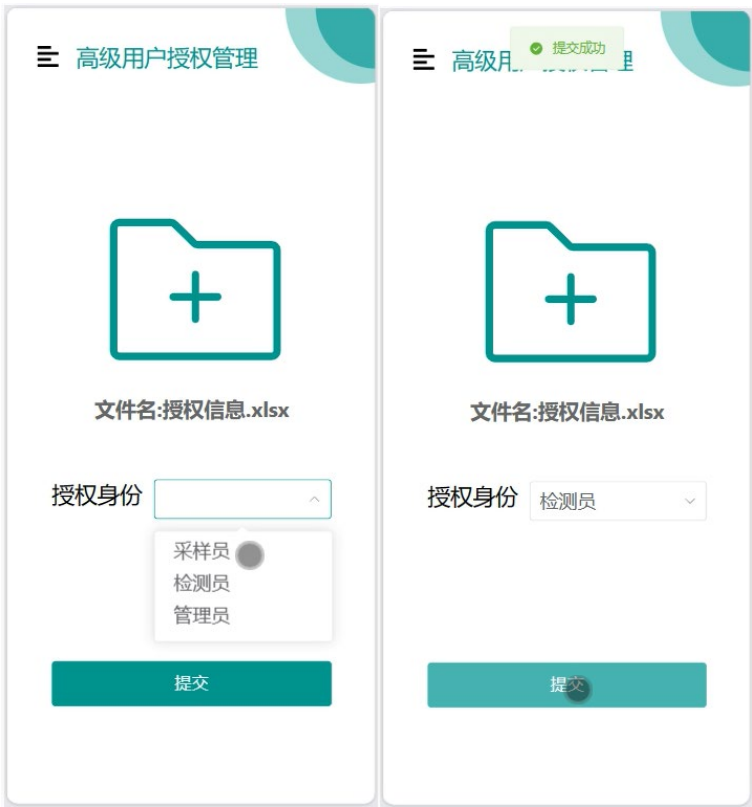 高级用户授权管理
文件名:授权信息.xlsx
授权身份
采样员
检测员
管理员
提交
提交成功
高级用 理
文件名:授权信息.xlsx
授权身份 检测员
提交